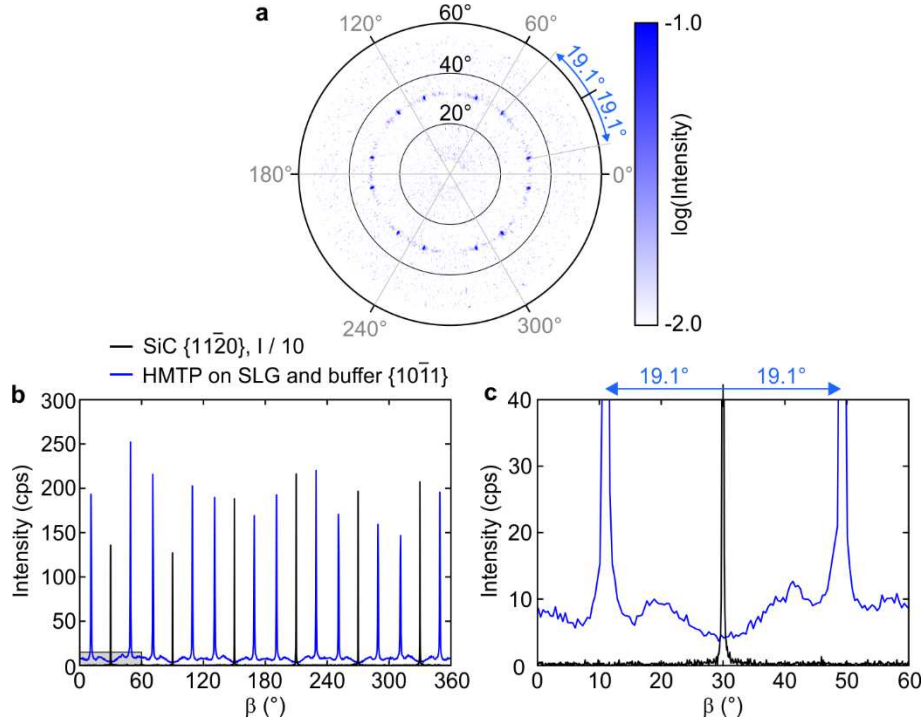 a
60°
120°
60°
40°
20°
19.1°
19.1°
180°
0°
240°
300°
-1.0
log(Intensity)
-2.0
SiC {112̄0}, I / 10
HMTP on SLG and buffer {101̄1}
b
300
250
200
150
100
50
0
Intensity (cps)
0 60 120 180 240 300 360
β (°)
c
19.1° 19.1°
40
30
20
10
0
Intensity (cps)
0 10 20 30 40 50 60
β (°)